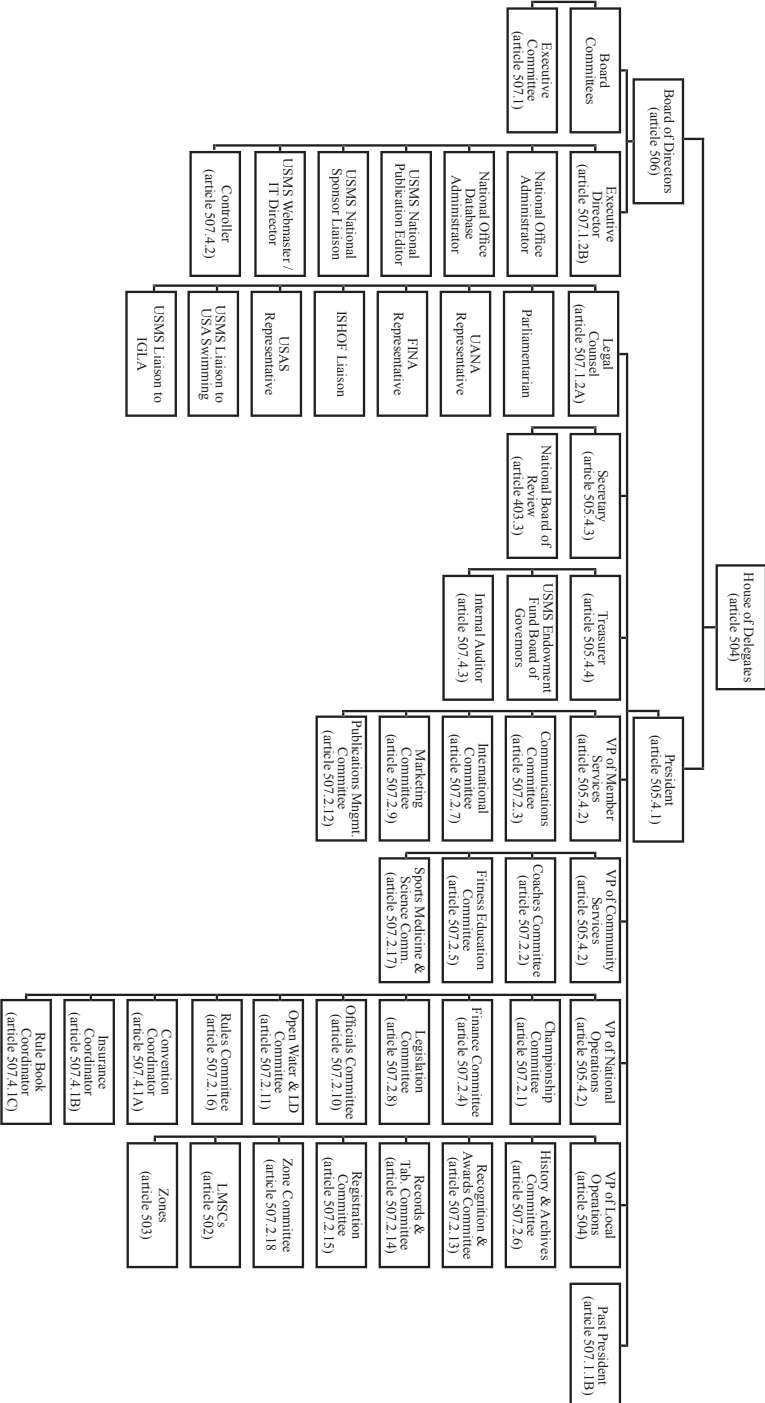 House of Delegates
(article 504)
Board of Directors
(article 506)
President
(article 505.4.1)
Board
Committees
Executive
Committee
(article 507.1)
Executive
Director
(article 507.1.2B)
National Office
Administrator
National Office
Database
Administrator
USMS National
Publication Editor
USMS National
Sponsor Liaison
USMS Webmaster /
IT Director
Controller
(article 507.4.2)
Legal
Counsel
(article 507.1.2A)
Parliamentarian
UANA
Representative
FINA
Representative
ISHOF Liaison
USAS
Representative
USMS Liaison to
USA Swimming
USMS Liaison to
IGLA
Secretary
(article 505.4.3)
National Board of
Review
(article 403.3)
Treasurer
(article 505.4.4)
USMS Endowment
Fund Board of
Governors
Internal Auditor
(article 507.4.3)
VP of Member
Services
(article 505.4.2)
Communications
Committee
(article 507.2.3)
International
Committee
(article 507.2.7)
Marketing
Committee
(article 507.2.9)
Publications Mngmt.
Committee
(article 507.2.12)
VP of Community
Services
(article 505.4.2)
Coaches Committee
(article 507.2.2)
Fitness Education
Committee
(article 507.2.5)
Sports Medicine &
Science Comm.
(article 507.2.17)
VP of National
Operations
(article 505.4.2)
Championship
Committee
(article 507.2.1)
Finance Committee
(article 507.2.4)
Legislation
Committee
(article 507.2.8)
Officials Committee
(article 507.2.10)
Open Water & LD
Committee
(article 507.2.11)
Rules Committee
(article 507.2.16)
Convention
Coordinator
(article 507.4.1A)
Insurance
Coordinator
(article 507.4.1B)
Rule Book
Coordinator
(article 507.4.1C)
VP of Local
Operations
(article 504)
History & Archives
Committee
(article 507.2.6)
Recognition &
Awards Committee
(article 507.2.13)
Records &
Tab. Committee
(article 507.2.14)
Registration
Committee
(article 507.2.15)
Zone Committee
(article 507.2.18
LMSCs
(article 502)
Zones
(article 503)
Past President
(article 507.1.1B)